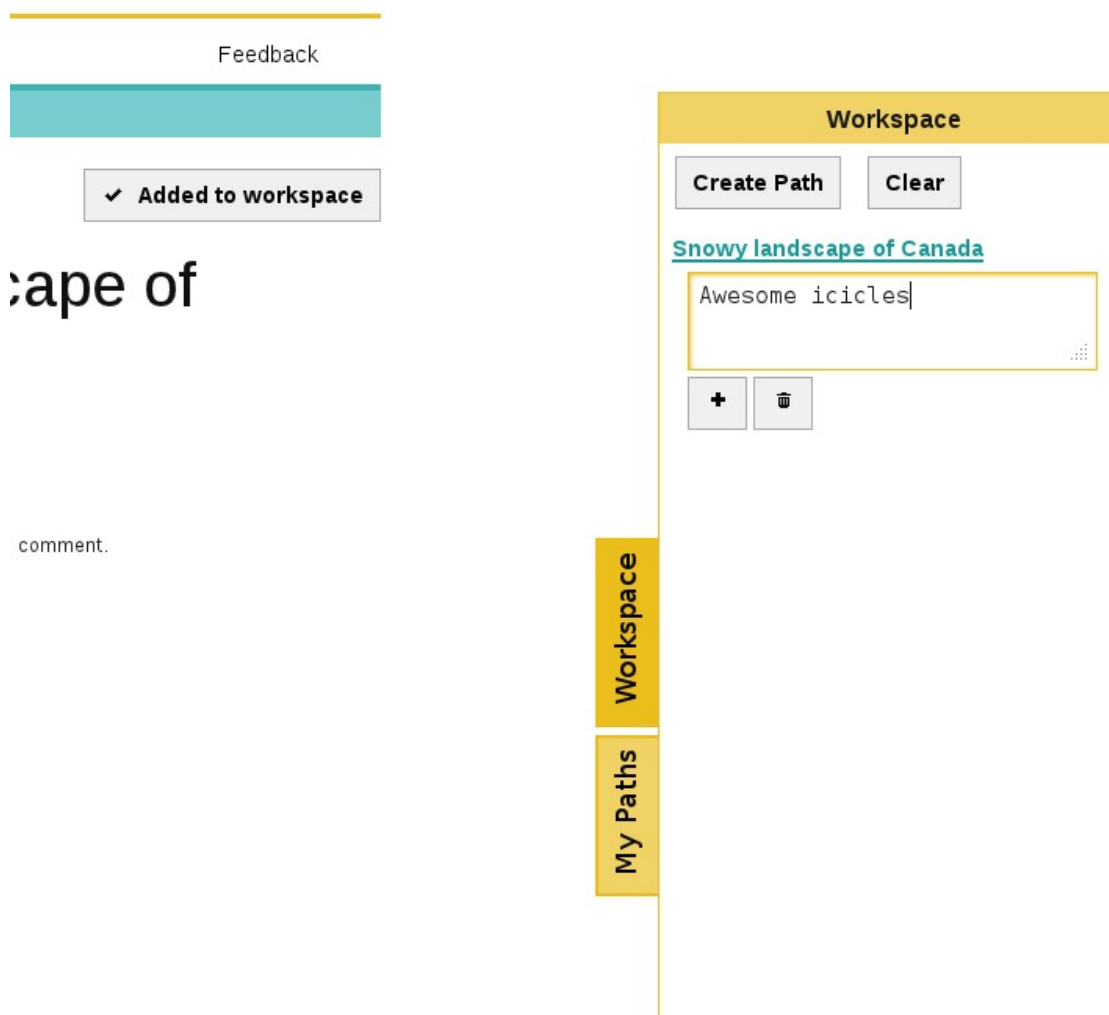 Feedback
Added to workspace
cape of
comment.
Workspace
Create Path
Clear
Snowy landscape of Canada
Awesome icicles
Workspace
My Paths